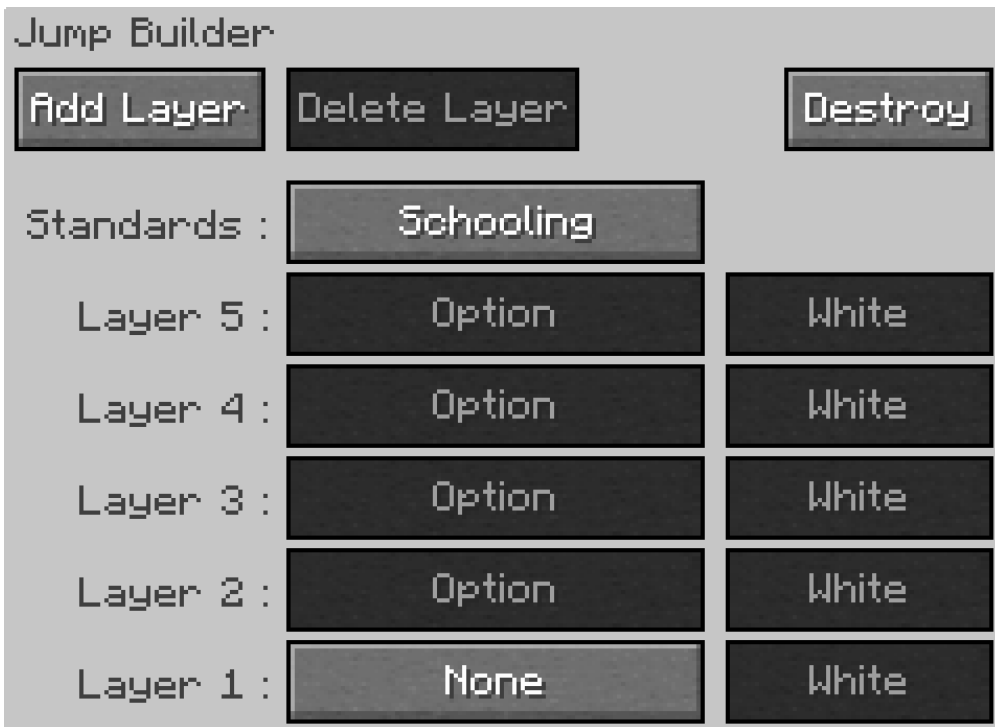 Jump Builder
Add Layer Delete Layer Destroy
Standards : Schooling
Layer 5 : Option White
Layer 4 : Option White
Layer 3 : Option White
Layer 2 : Option White
Layer 1 : None White